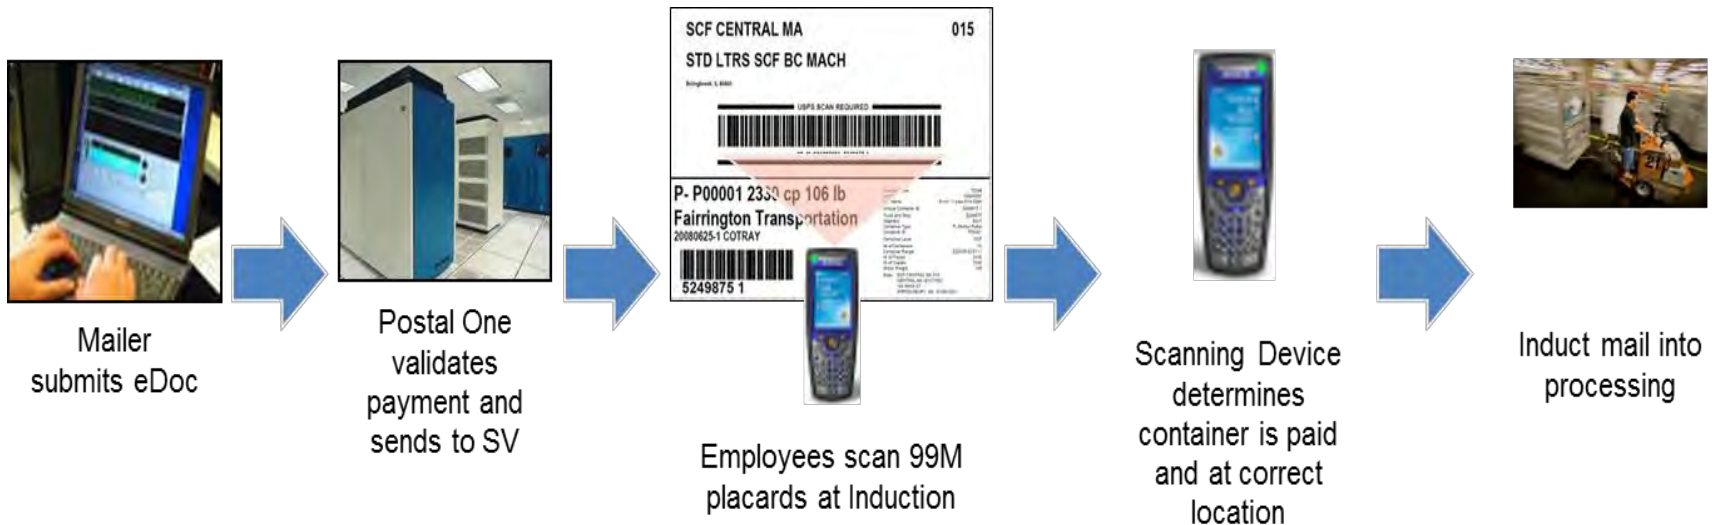 SCF CENTRAL MA 015
STD LTRS SCF BC MACH
USPS SCAN REQUIRED
P- P00001 2330 cp 106 lb
Fairrington Transportation
20080625-1 COTRAY
5249875 1
21
Mailer
submits eDoc
Postal One
validates
payment and
sends to SV
Employees scan 99M
placards at Induction
Scanning Device
determines
container is paid
and at correct
location
Induct mail into
processing